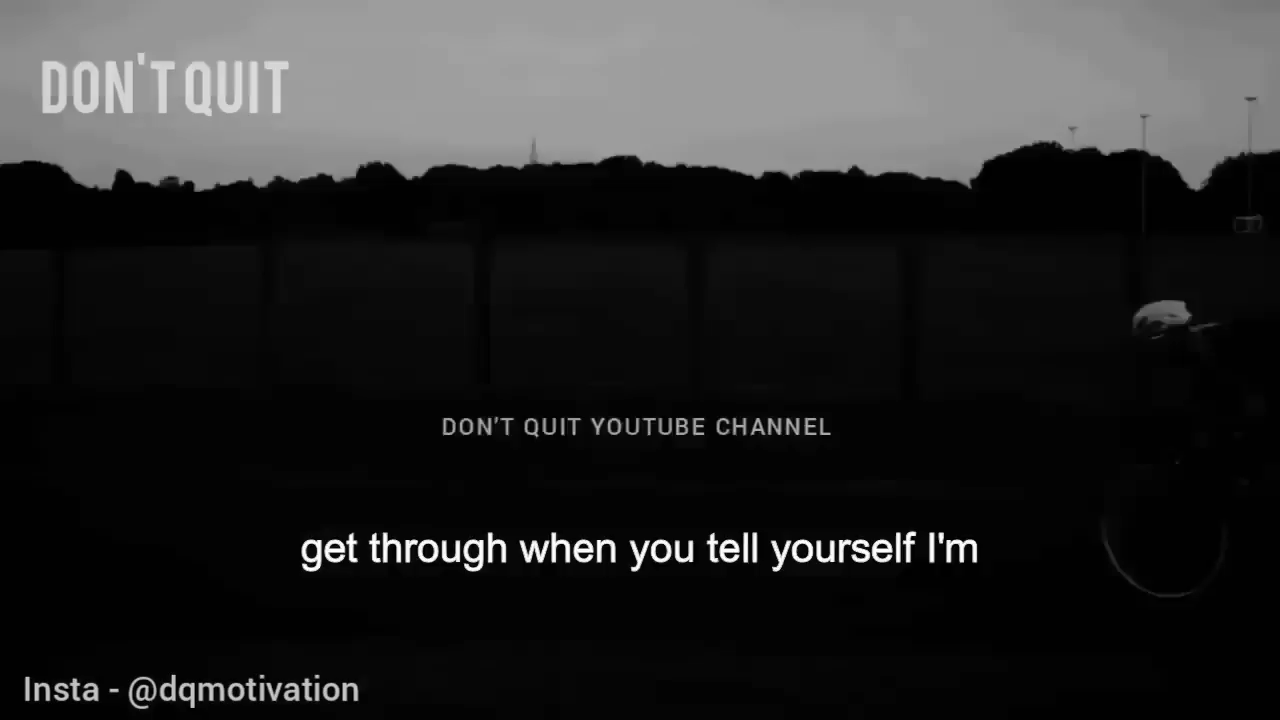 DON'T QUIT
DON'T QUIT YOUTUBE CHANNEL
get through when you tell yourself I'm
Insta - @dqmotivation